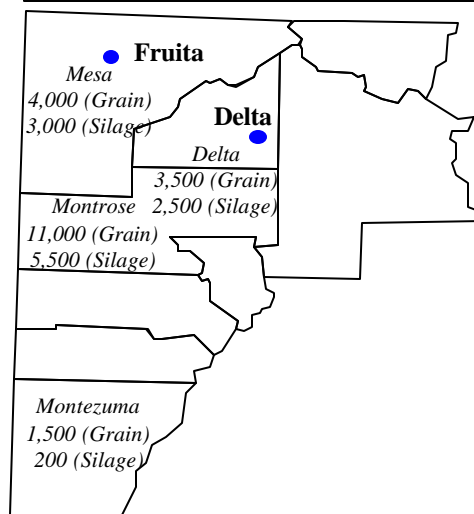 Fruita
Mesa
4,000 (Grain)
3,000 (Silage)
Delta
Delta
3,500 (Grain)
2,500 (Silage)
Montrose
11,000 (Grain)
5,500 (Silage)
Montezuma
1,500 (Grain)
200 (Silage)